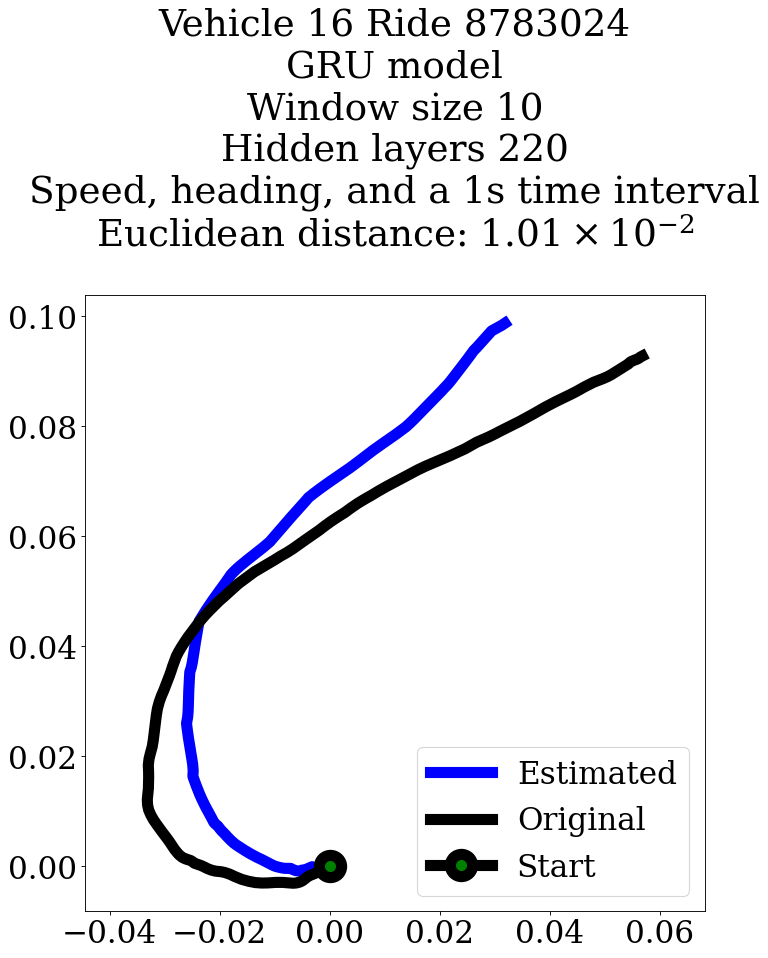 Vehicle 16 Ride 8783024
GRU model
Window size 10
Hidden layers 220
Speed, heading, and a 1s time interval
Euclidean distance: 1.01 × 10⁻²
0.10
0.08
0.06
0.04
0.02
0.00
Estimated
Original
Start
−0.04 −0.02 0.00 0.02 0.04 0.06